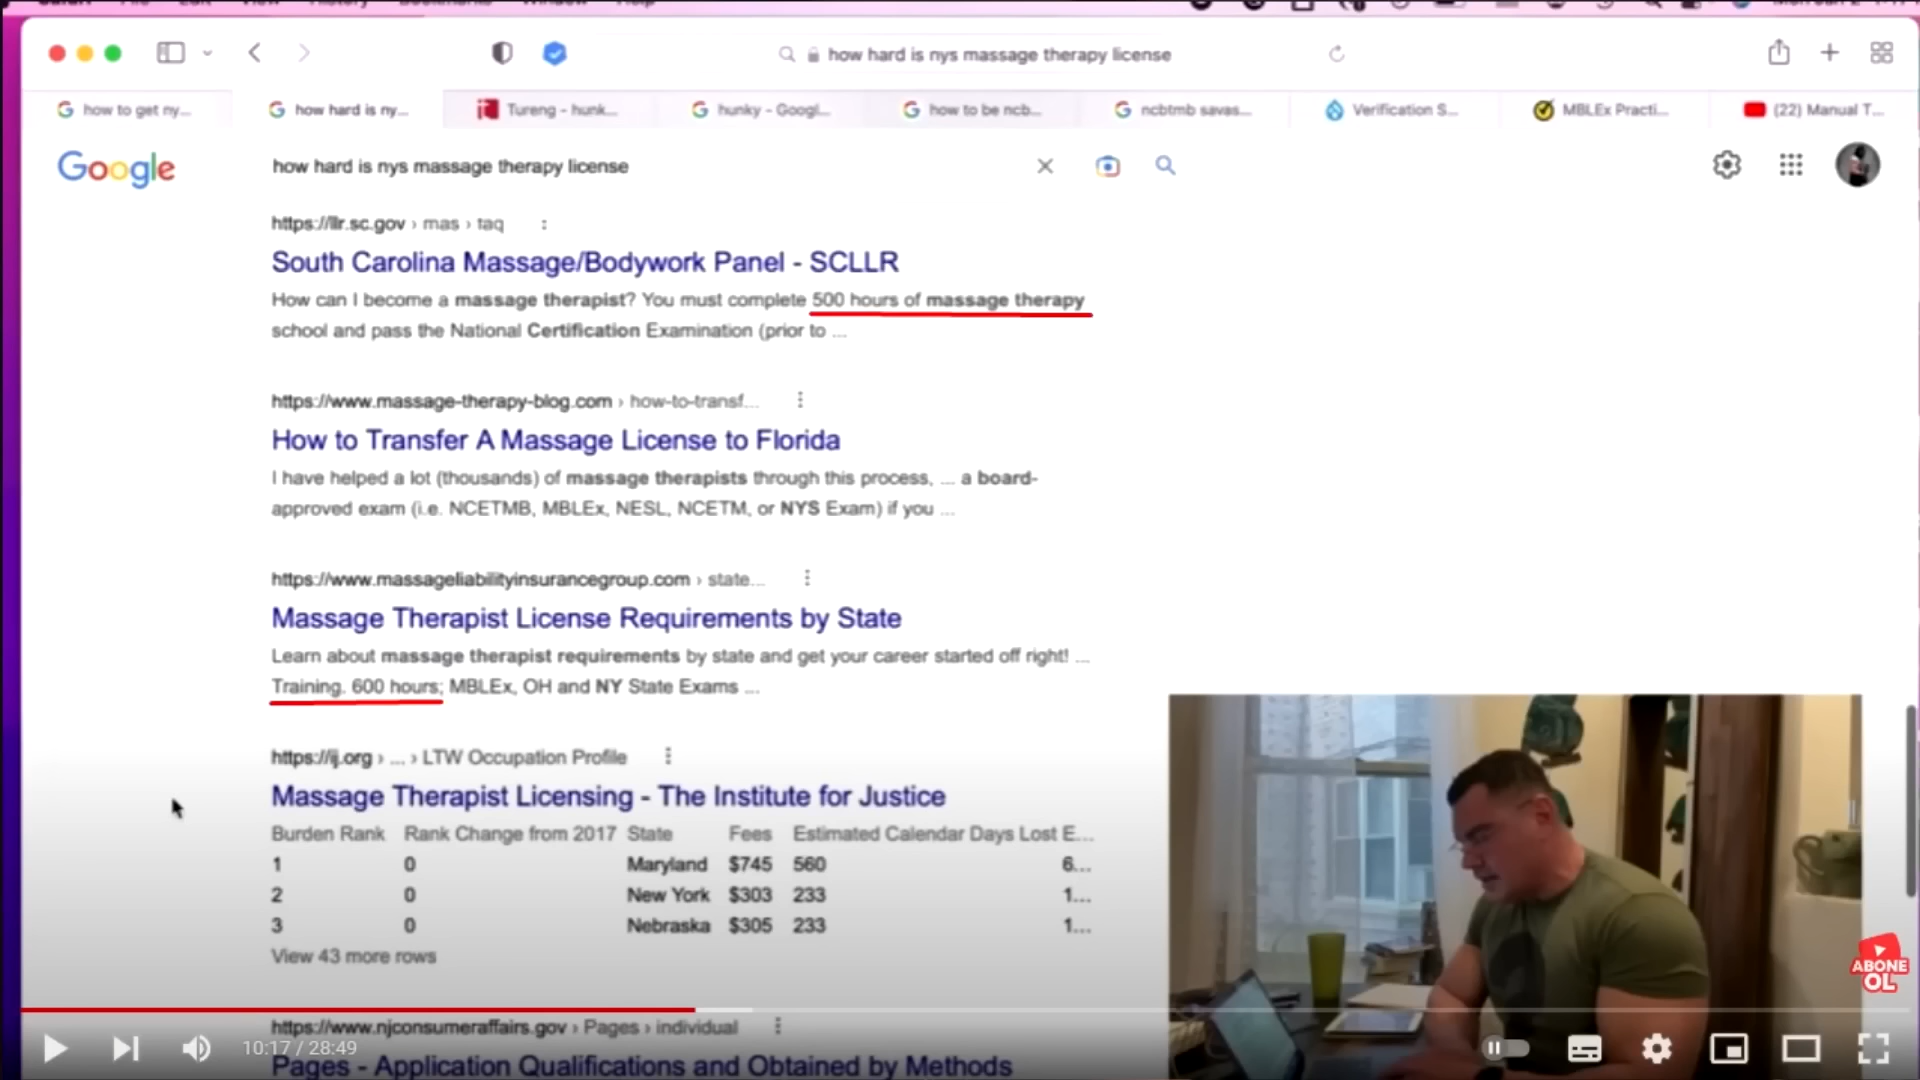 how hard is nys massage therapy license
how to get ny...
how hard is ny...
Tureng - hunk...
hunky - Googl...
how to be ncb...
ncbtmb savas...
Verification S...
MBLEx Practi...
(22) Manual T...
Google
how hard is nys massage therapy license
https://llr.sc.gov › mas › taq
South Carolina Massage/Bodywork Panel - SCLLR
How can I become a massage therapist? You must complete 500 hours of massage therapy
school and pass the National Certification Examination (prior to ...
https://www.massage-therapy-blog.com › how-to-transf...
How to Transfer A Massage License to Florida
I have helped a lot (thousands) of massage therapists through this process, ... a board-
approved exam (i.e. NCETMB, MBLEx, NESL, NCETM, or NYS Exam) if you ...
https://www.massageliabilityinsurancegroup.com › state...
Massage Therapist License Requirements by State
Learn about massage therapist requirements by state and get your career started off right! ...
Training. 600 hours; MBLEx, OH and NY State Exams ...
https://ij.org › ... › LTW Occupation Profile
Massage Therapist Licensing - The Institute for Justice
Burden Rank Rank Change from 2017 State Fees Estimated Calendar Days Lost E...
1 0 Maryland $745 560 6...
2 0 New York $303 233 1...
3 0 Nebraska $305 233 1...
View 43 more rows
ABONE
OL
https://www.njconsumeraffairs.gov › Pages › individual
10:17 / 28:49
Pages - Application Qualifications and Obtained by Methods